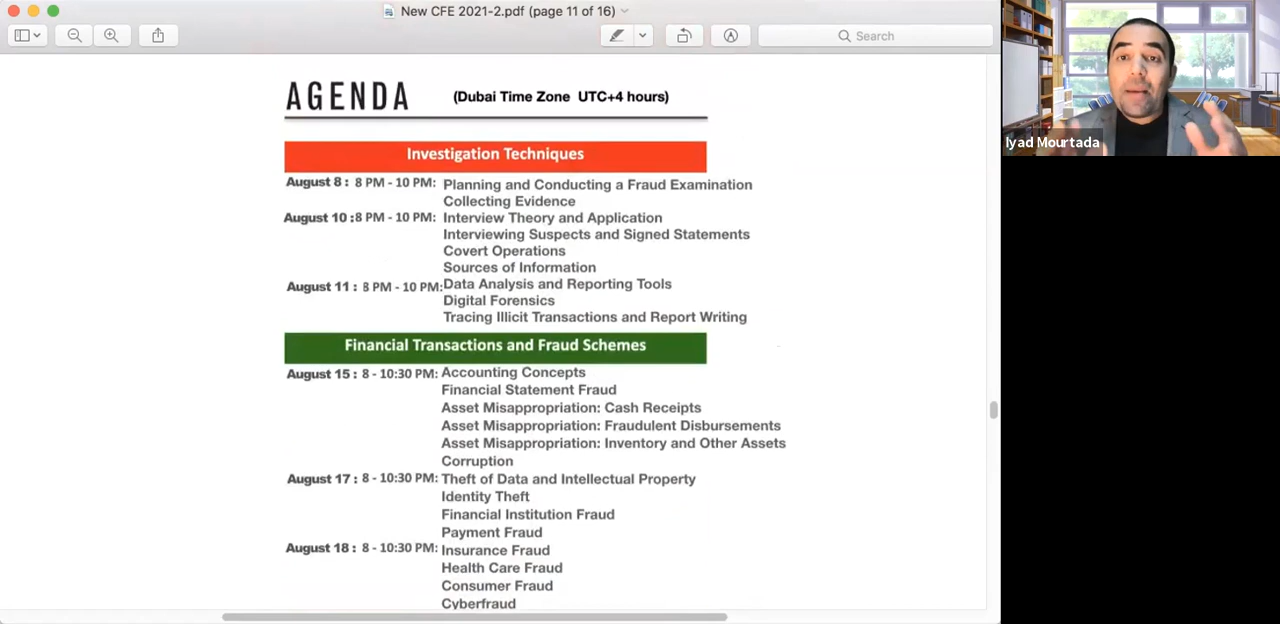 New CFE 2021-2.pdf (page 11 of 16)
Search
AGENDA (Dubai Time Zone UTC+4 hours)
Investigation Techniques
August 8 : 8 PM - 10 PM: Planning and Conducting a Fraud Examination
Collecting Evidence
August 10 :8 PM - 10 PM: Interview Theory and Application
Interviewing Suspects and Signed Statements
Covert Operations
Sources of Information
August 11 : 8 PM - 10 PM: Data Analysis and Reporting Tools
Digital Forensics
Tracing Illicit Transactions and Report Writing
Financial Transactions and Fraud Schemes
August 15 : 8 - 10:30 PM: Accounting Concepts
Financial Statement Fraud
Asset Misappropriation: Cash Receipts
Asset Misappropriation: Fraudulent Disbursements
Asset Misappropriation: Inventory and Other Assets
Corruption
August 17 : 8 - 10:30 PM: Theft of Data and Intellectual Property
Identity Theft
Financial Institution Fraud
Payment Fraud
August 18 : 8 - 10:30 PM: Insurance Fraud
Health Care Fraud
Consumer Fraud
Cyberfraud
Iyad Mourtada